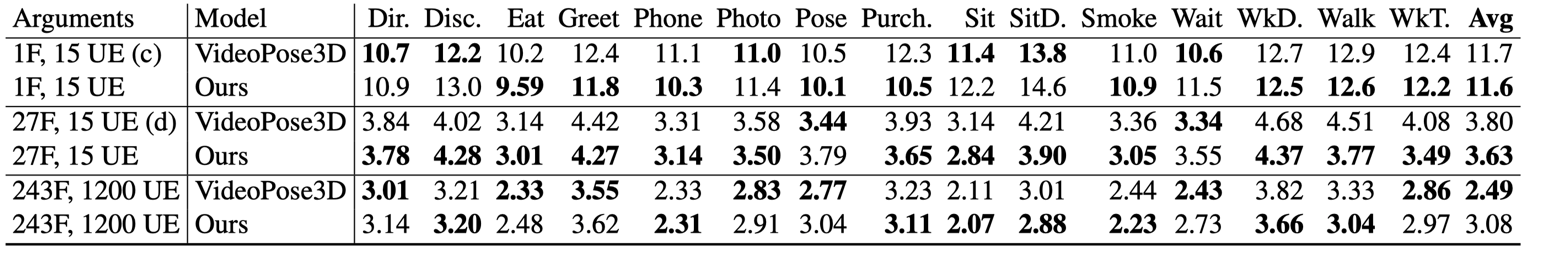 Arguments Model Dir. Disc. Eat Greet Phone Photo Pose Purch. Sit SitD. Smoke Wait WkD. Walk WkT. Avg
1F, 15 UE (c) VideoPose3D 10.7 12.2 10.2 12.4 11.1 11.0 10.5 12.3 11.4 13.8 11.0 10.6 12.7 12.9 12.4 11.7
1F, 15 UE Ours 10.9 13.0 9.59 11.8 10.3 11.4 10.1 10.5 12.2 14.6 10.9 11.5 12.5 12.6 12.2 11.6
27F, 15 UE (d) VideoPose3D 3.84 4.02 3.14 4.42 3.31 3.58 3.44 3.93 3.14 4.21 3.36 3.34 4.68 4.51 4.08 3.80
27F, 15 UE Ours 3.78 4.28 3.01 4.27 3.14 3.50 3.79 3.65 2.84 3.90 3.05 3.55 4.37 3.77 3.49 3.63
243F, 1200 UE VideoPose3D 3.01 3.21 2.33 3.55 2.33 2.83 2.77 3.23 2.11 3.01 2.44 2.43 3.82 3.33 2.86 2.49
243F, 1200 UE Ours 3.14 3.20 2.48 3.62 2.31 2.91 3.04 3.11 2.07 2.88 2.23 2.73 3.66 3.04 2.97 3.08